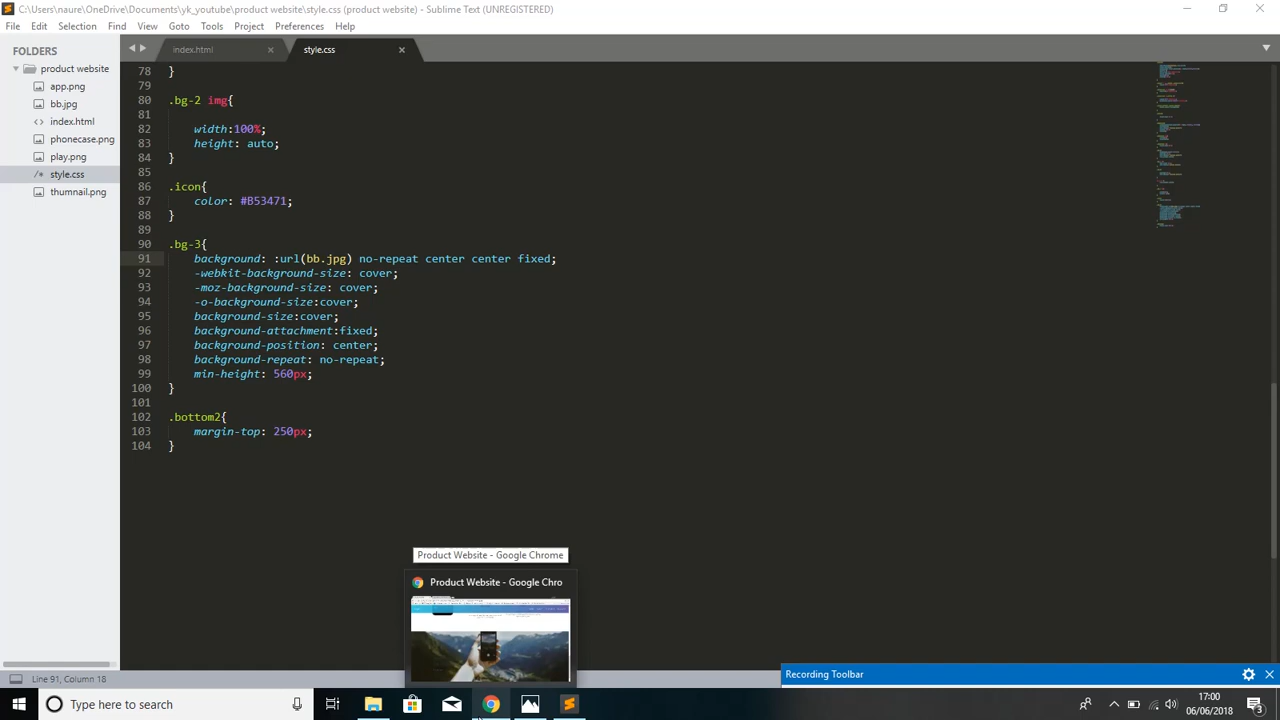 C:\Users\naure\OneDrive\Documents\yk_youtube\product website\style.css (product website) - Sublime Text (UNREGISTERED)
File Edit Selection Find View Goto Tools Project Preferences Help
FOLDERS
product website
app.png
bb.jpg
index.html
phonecase.png
play.png
style.css
thumnail.png
index.html
style.css
78 }
79
80 .bg-2 img{
81
82 width:100%;
83 height: auto;
84 }
85
86 .icon{
87 color: #B53471;
88 }
89
90 .bg-3{
91 background: :url(bb.jpg) no-repeat center center fixed;
92 -webkit-background-size: cover;
93 -moz-background-size: cover;
94 -o-background-size:cover;
95 background-size:cover;
96 background-attachment:fixed;
97 background-position: center;
98 background-repeat: no-repeat;
99 min-height: 560px;
100 }
101
102 .bottom2{
103 margin-top: 250px;
104 }
Product Website - Google Chrome
Product Website - Google Chro
Line 91, Column 18
Recording Toolbar
Type here to search
17:00
06/06/2018
3